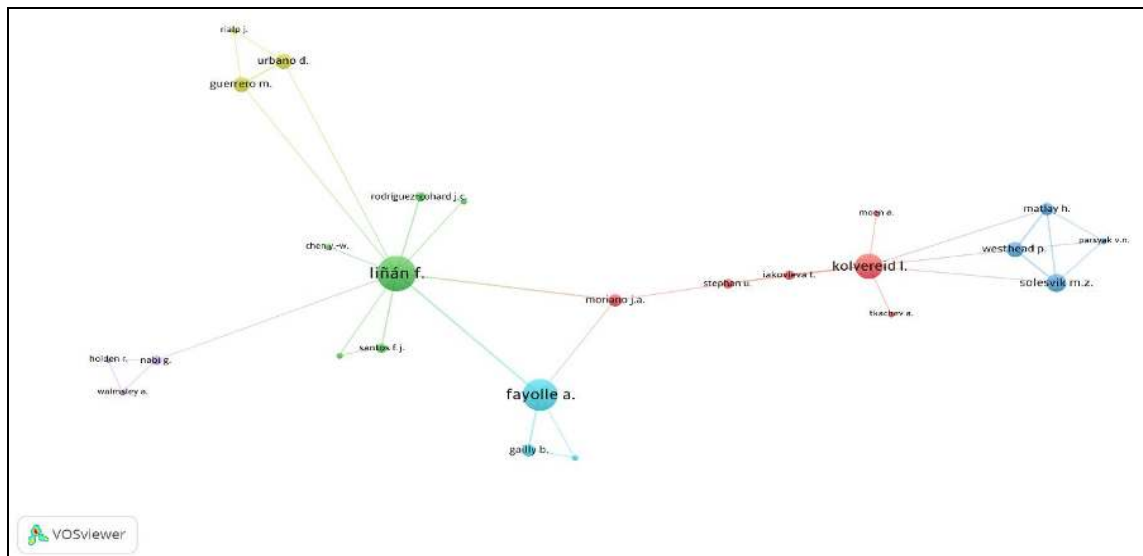 rialp j.
urbano d.
guerrero m.
rodriguez-cohard j.c.
chen y.-w.
liñán f.
moen e.
matlay h.
parsyak v.n.
westhead p.
kolvereid l.
iakovleva t.
solesvik m.z.
stephan u.
moriano j.a.
tkachev a.
santos f.j.
holden r.
nabi g.
walmsley a.
fayolle a.
gailly b.
VOSviewer